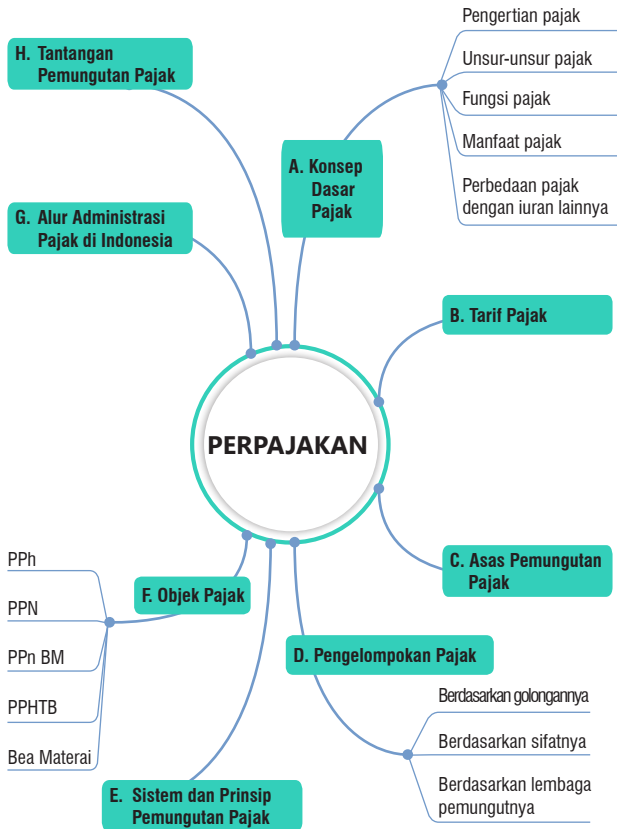 PERPAJAKAN
A. Konsep
Dasar
Pajak
Pengertian pajak
Unsur-unsur pajak
Fungsi pajak
Manfaat pajak
Perbedaan pajak
dengan iuran lainnya
B. Tarif Pajak
C. Asas Pemungutan
Pajak
D. Pengelompokan Pajak
Berdasarkan golongannya
Berdasarkan sifatnya
Berdasarkan lembaga
pemungutnya
E. Sistem dan Prinsip
Pemungutan Pajak
F. Objek Pajak
PPh
PPN
PPn BM
PPHTB
Bea Materai
G. Alur Administrasi
Pajak di Indonesia
H. Tantangan
Pemungutan Pajak